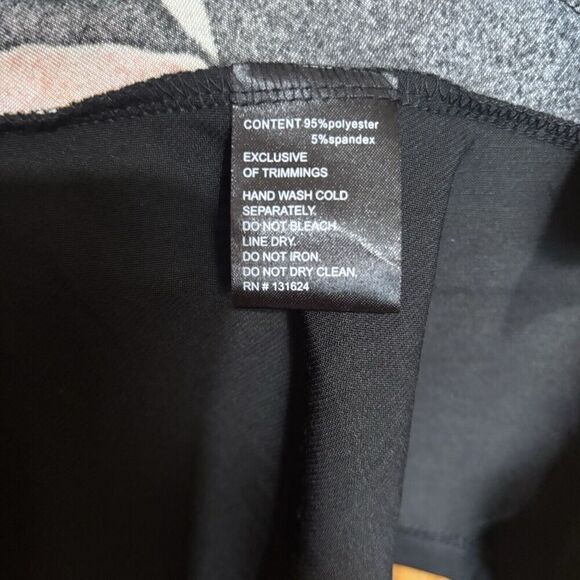 CONTENT 95%polyester
5%spandex
EXCLUSIVE
OF TRIMMINGS
HAND WASH COLD
SEPARATELY.
DO NOT BLEACH.
LINE DRY.
DO NOT IRON.
DO NOT DRY CLEAN.
RN # 131624